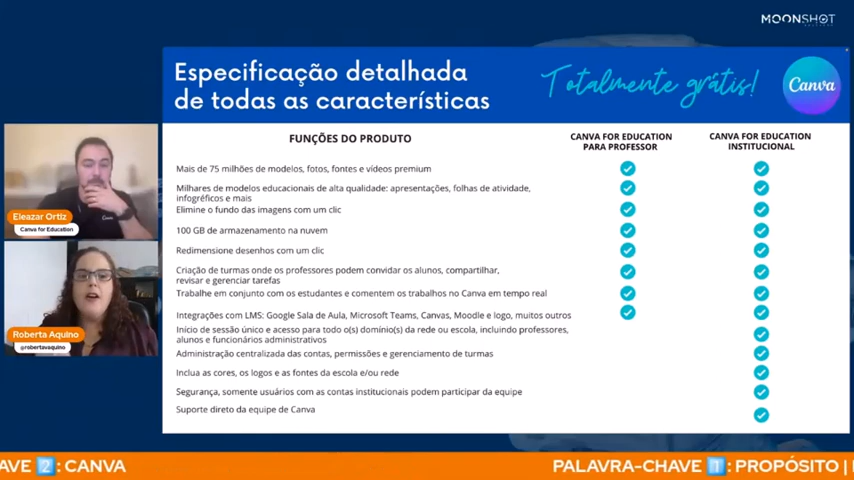 MOONSHOT
Especificação detalhada
de todas as características
Totalmente grátis!
Canva
FUNÇÕES DO PRODUTO
CANVA FOR EDUCATION
PARA PROFESSOR
CANVA FOR EDUCATION
INSTITUCIONAL
Mais de 75 milhões de modelos, fotos, fontes e vídeos premium
Milhares de modelos educacionais de alta qualidade: apresentações, folhas de atividade,
infográficos e mais
Elimine o fundo das imagens com um clic
100 GB de armazenamento na nuvem
Redimensione desenhos com um clic
Criação de turmas onde os professores podem convidar os alunos, compartilhar,
revisar e gerenciar tarefas
Trabalhe em conjunto com os estudantes e comentem os trabalhos no Canva em tempo real
Integrações com LMS: Google Sala de Aula, Microsoft Teams, Canvas, Moodle e logo, muitos outros
Início de sessão único e acesso para todo o(s) domínio(s) da rede ou escola, incluindo professores,
alunos e funcionários administrativos
Administração centralizada das contas, permissões e gerenciamento de turmas
Inclua as cores, os logos e as fontes da escola e/ou rede
Segurança, somente usuários com as contas institucionais podem participar da equipe
Suporte direto da equipe de Canva
Eleazar Ortiz
Canva for Education
Roberta Aquino
@robertavaquino
AVE 2: CANVA
PALAVRA-CHAVE 1: PROPÓSITO |